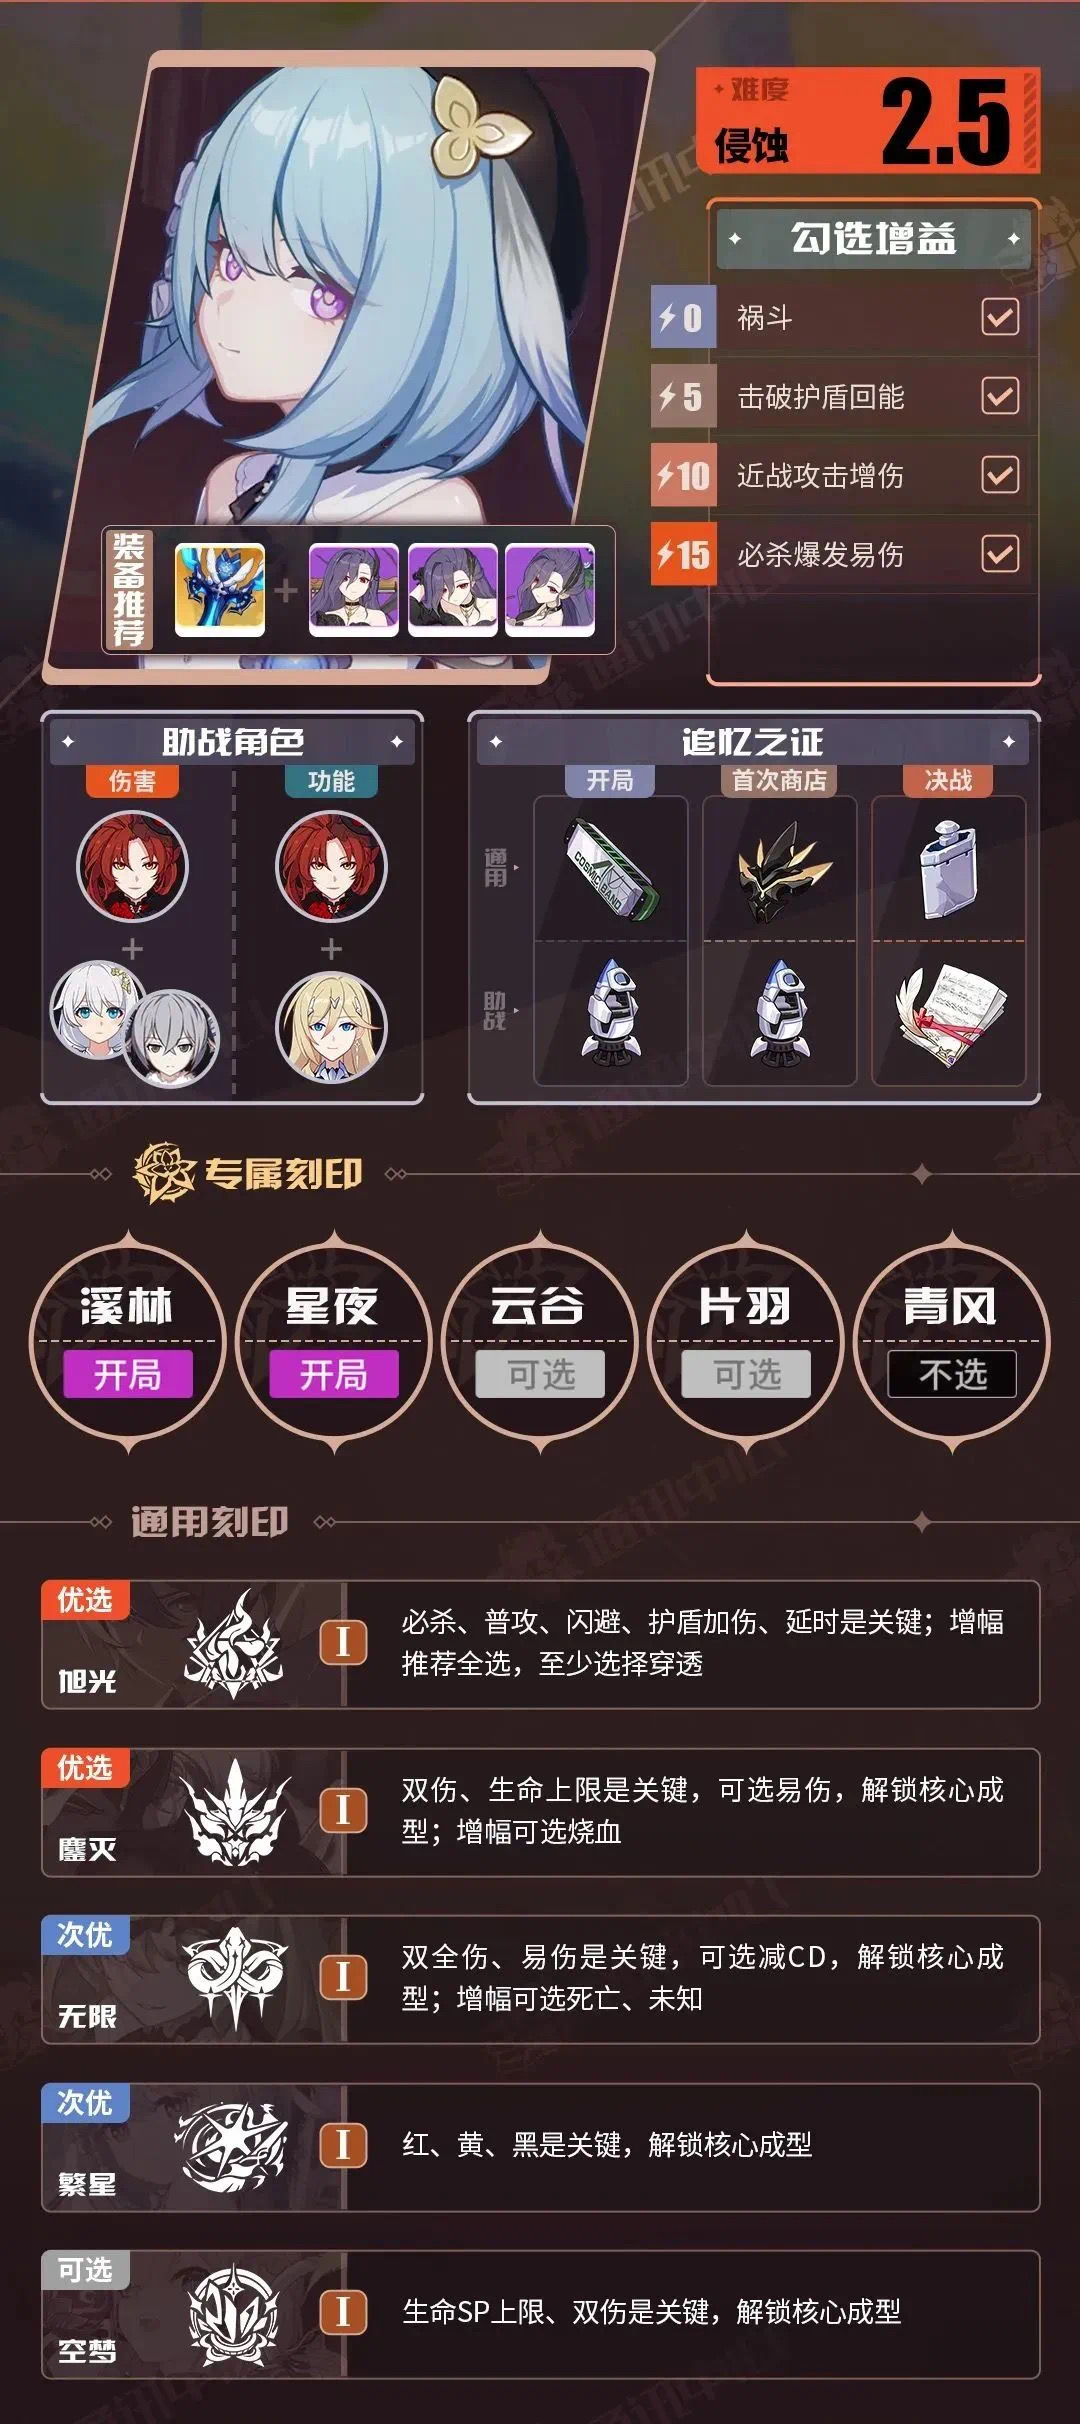 难度
侵蚀
2.5
勾选增益
0 祸斗
5 击破护盾回能
10 近战攻击增伤
15 必杀爆发易伤
装备推荐
助战角色
伤害 功能
追忆之证
开局 首次商店 决战
通用
COSMIC BAND
助战
专属刻印
溪林 星夜 云谷 片羽 青风
开局 开局 可选 可选 不选
通用刻印
优选
旭光
I
必杀、普攻、闪避、护盾加伤、延时是关键；增幅
推荐全选，至少选择穿透
优选
鏖灭
I
双伤、生命上限是关键，可选易伤，解锁核心成
型；增幅可选烧血
次优
无限
I
双全伤、易伤是关键，可选减CD，解锁核心成
型；增幅可选死亡、未知
次优
繁星
I
红、黄、黑是关键，解锁核心成型
可选
空梦
I
生命SP上限、双伤是关键，解锁核心成型